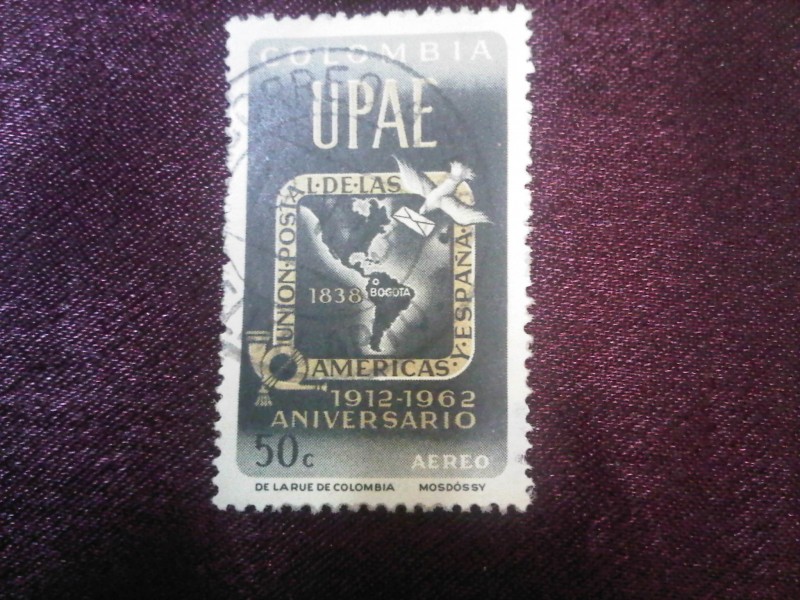 COLOMBIA
CORREO
UPAE
UNION·POSTAL·DE·LAS
AMERICAS·Y·ESPAÑA·
1838
BOGOTA
1912-1962
ANIVERSARIO
50c
AEREO
DE LA RUE DE COLOMBIA MOSDÓSSY